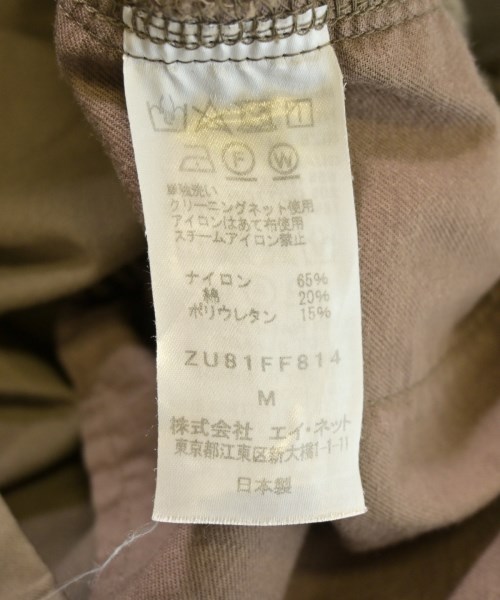 F W
単独洗い
クリーニングネット使用
アイロンはあて布使用
スチームアイロン禁止
ナイロン 65%
綿 20%
ポリウレタン 15%
ZU81FF814
M
株式会社 エイ・ネット
東京都江東区新大橋1-1-11
日本製